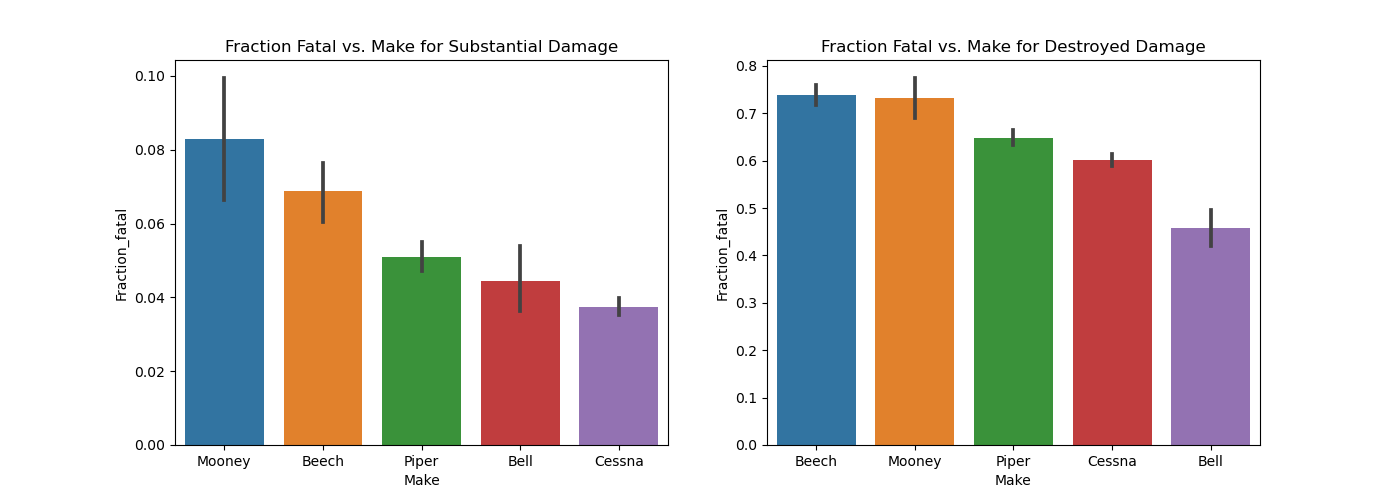 Fraction Fatal vs. Make for Substantial Damage
Fraction_fatal
0.10
0.08
0.06
0.04
0.02
0.00
Mooney Beech Piper Bell Cessna
Make
Fraction Fatal vs. Make for Destroyed Damage
Fraction_fatal
0.8
0.7
0.6
0.5
0.4
0.3
0.2
0.1
0.0
Beech Mooney Piper Cessna Bell
Make